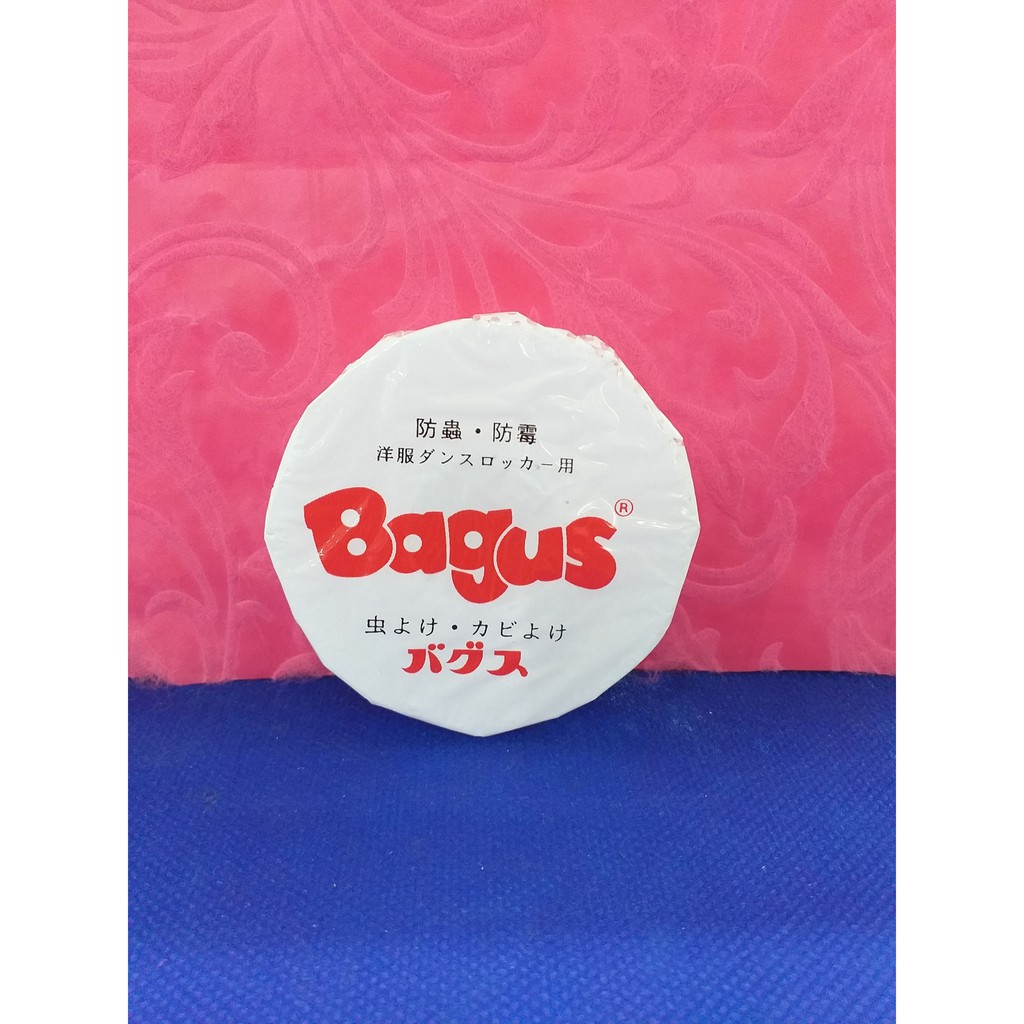 防蟲・防霉
洋服ダンスロッカー用
Bagus®
虫よけ・カビよけ
バグス